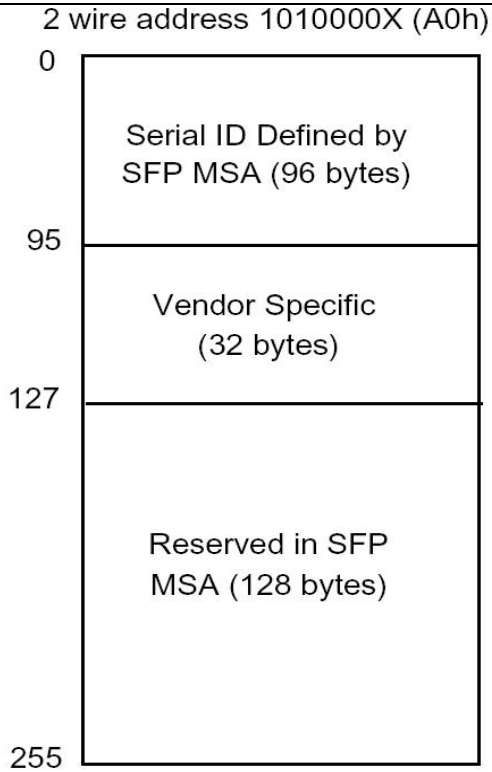 2 wire address 1010000X (A0h)
0
Serial ID Defined by
SFP MSA (96 bytes)
95
Vendor Specific
(32 bytes)
127
Reserved in SFP
MSA (128 bytes)
255